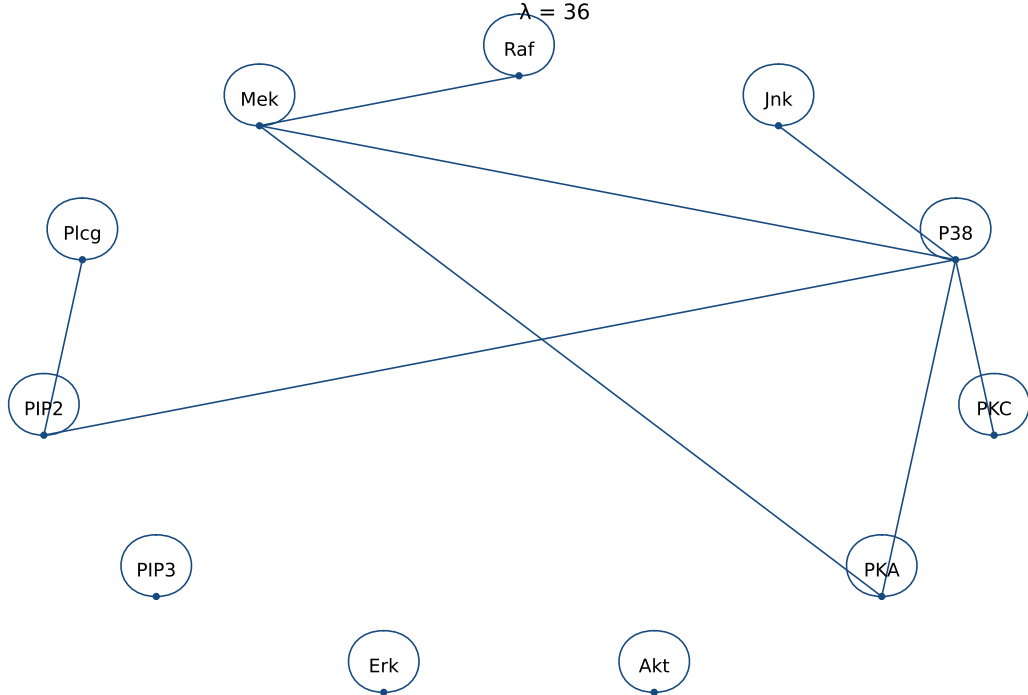 λ = 36
Raf
Mek
Jnk
Plcg
P38
PIP2
PKC
PIP3
PKA
Erk
Akt